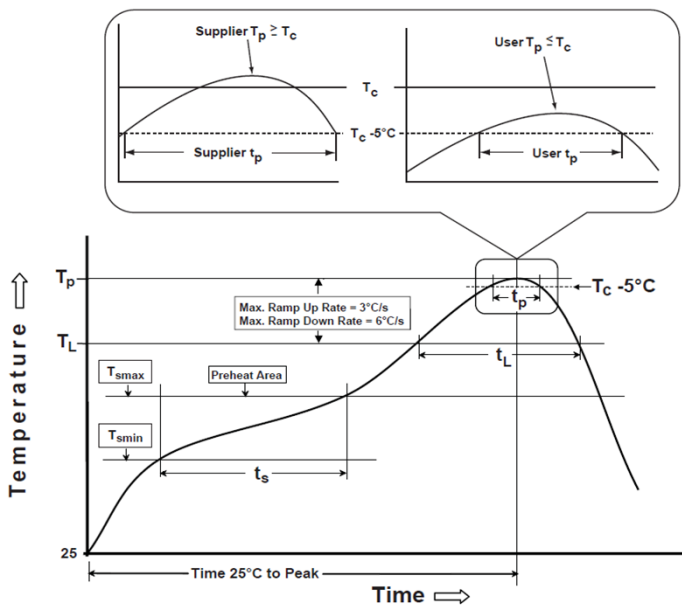 Supplier Tp ≥ Tc
User Tp ≤ Tc
Tc
Tc -5°C
Supplier tp
User tp
Tp
Tc -5°C
tp
Max. Ramp Up Rate = 3°C/s
Max. Ramp Down Rate = 6°C/s
TL
tL
Tsmax
Preheat Area
Tsmin
ts
Temperature
25
Time 25°C to Peak
Time